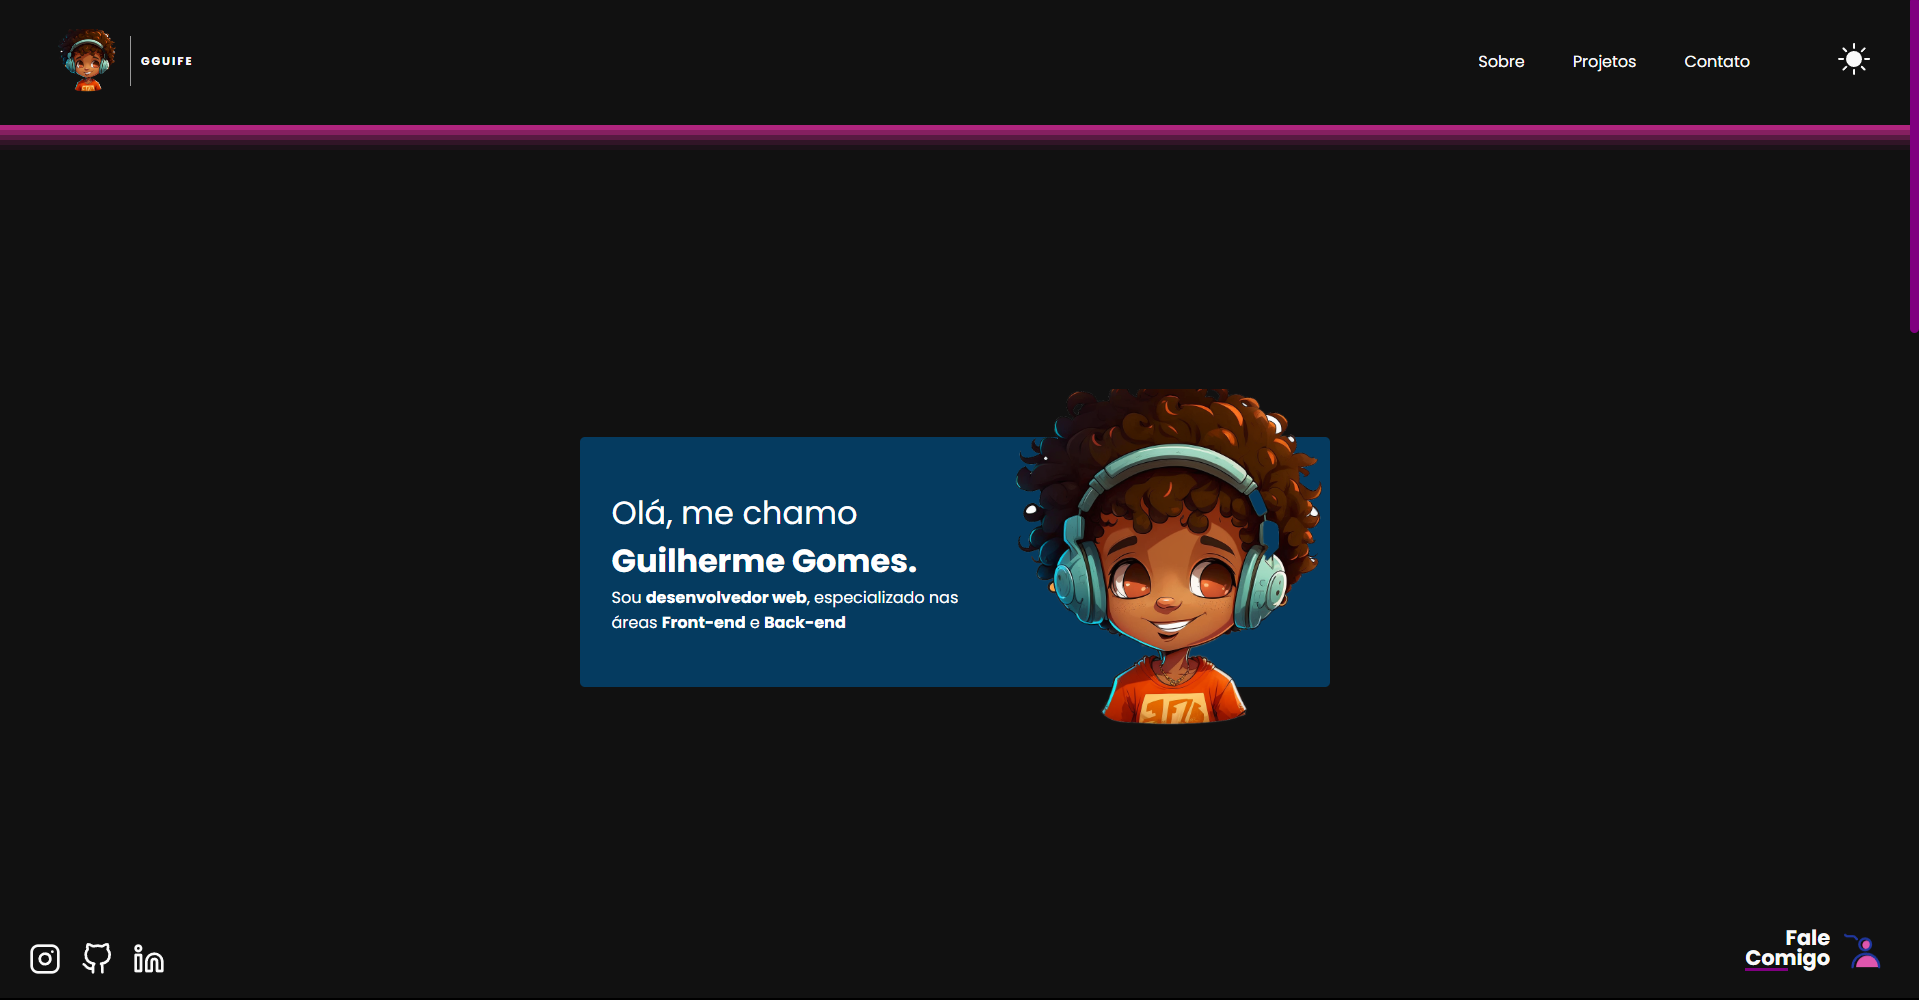 GGUIFE
Sobre
Projetos
Contato
Olá, me chamo
Guilherme Gomes.
Sou desenvolvedor web, especializado nas
áreas Front-end e Back-end
Fale
Comigo